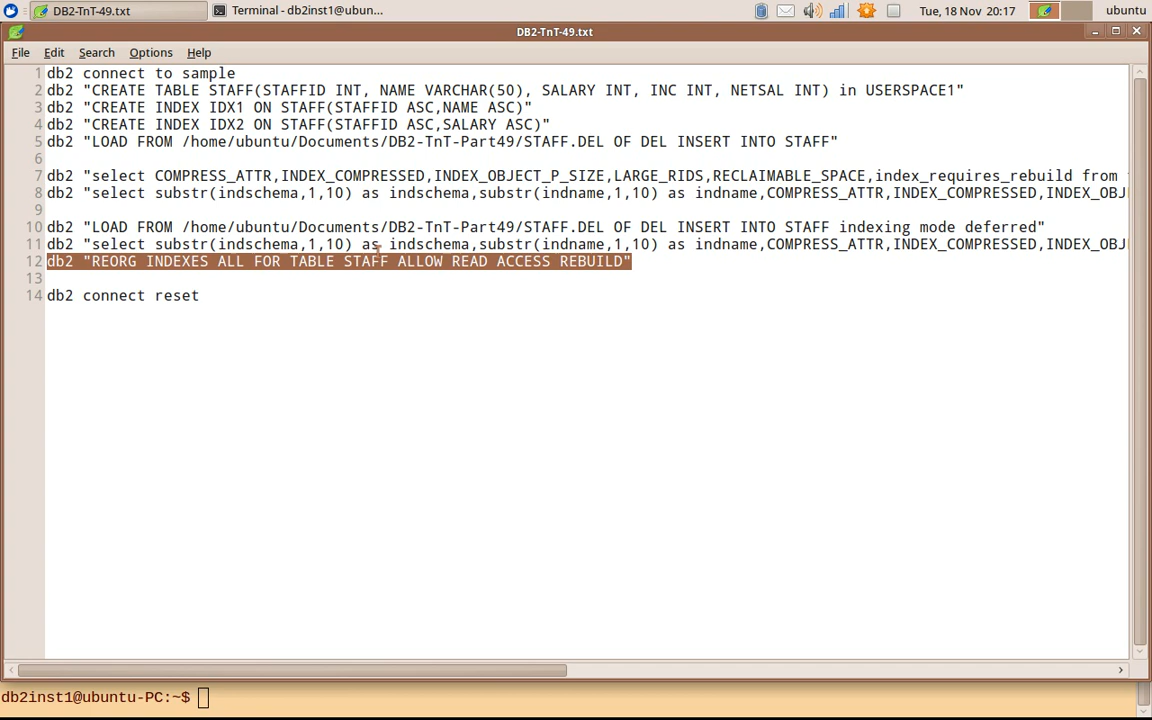 DB2-TnT-49.txt
Terminal - db2inst1@ubun...
Tue, 18 Nov 20:17
ubuntu
DB2-TnT-49.txt
File Edit Search Options Help
1 db2 connect to sample
2 db2 "CREATE TABLE STAFF(STAFFID INT, NAME VARCHAR(50), SALARY INT, INC INT, NETSAL INT) in USERSPACE1"
3 db2 "CREATE INDEX IDX1 ON STAFF(STAFFID ASC,NAME ASC)"
4 db2 "CREATE INDEX IDX2 ON STAFF(STAFFID ASC,SALARY ASC)"
5 db2 "LOAD FROM /home/ubuntu/Documents/DB2-TnT-Part49/STAFF.DEL OF DEL INSERT INTO STAFF"
6
7 db2 "select COMPRESS_ATTR,INDEX_COMPRESSED,INDEX_OBJECT_P_SIZE,LARGE_RIDS,RECLAIMABLE_SPACE,index_requires_rebuild from
8 db2 "select substr(indschema,1,10) as indschema,substr(indname,1,10) as indname,COMPRESS_ATTR,INDEX_COMPRESSED,INDEX_OBJ
9
10 db2 "LOAD FROM /home/ubuntu/Documents/DB2-TnT-Part49/STAFF.DEL OF DEL INSERT INTO STAFF indexing mode deferred"
11 db2 "select substr(indschema,1,10) as indschema,substr(indname,1,10) as indname,COMPRESS_ATTR,INDEX_COMPRESSED,INDEX_OBJ
12 db2 "REORG INDEXES ALL FOR TABLE STAFF ALLOW READ ACCESS REBUILD"
13
14 db2 connect reset
db2inst1@ubuntu-PC:~$